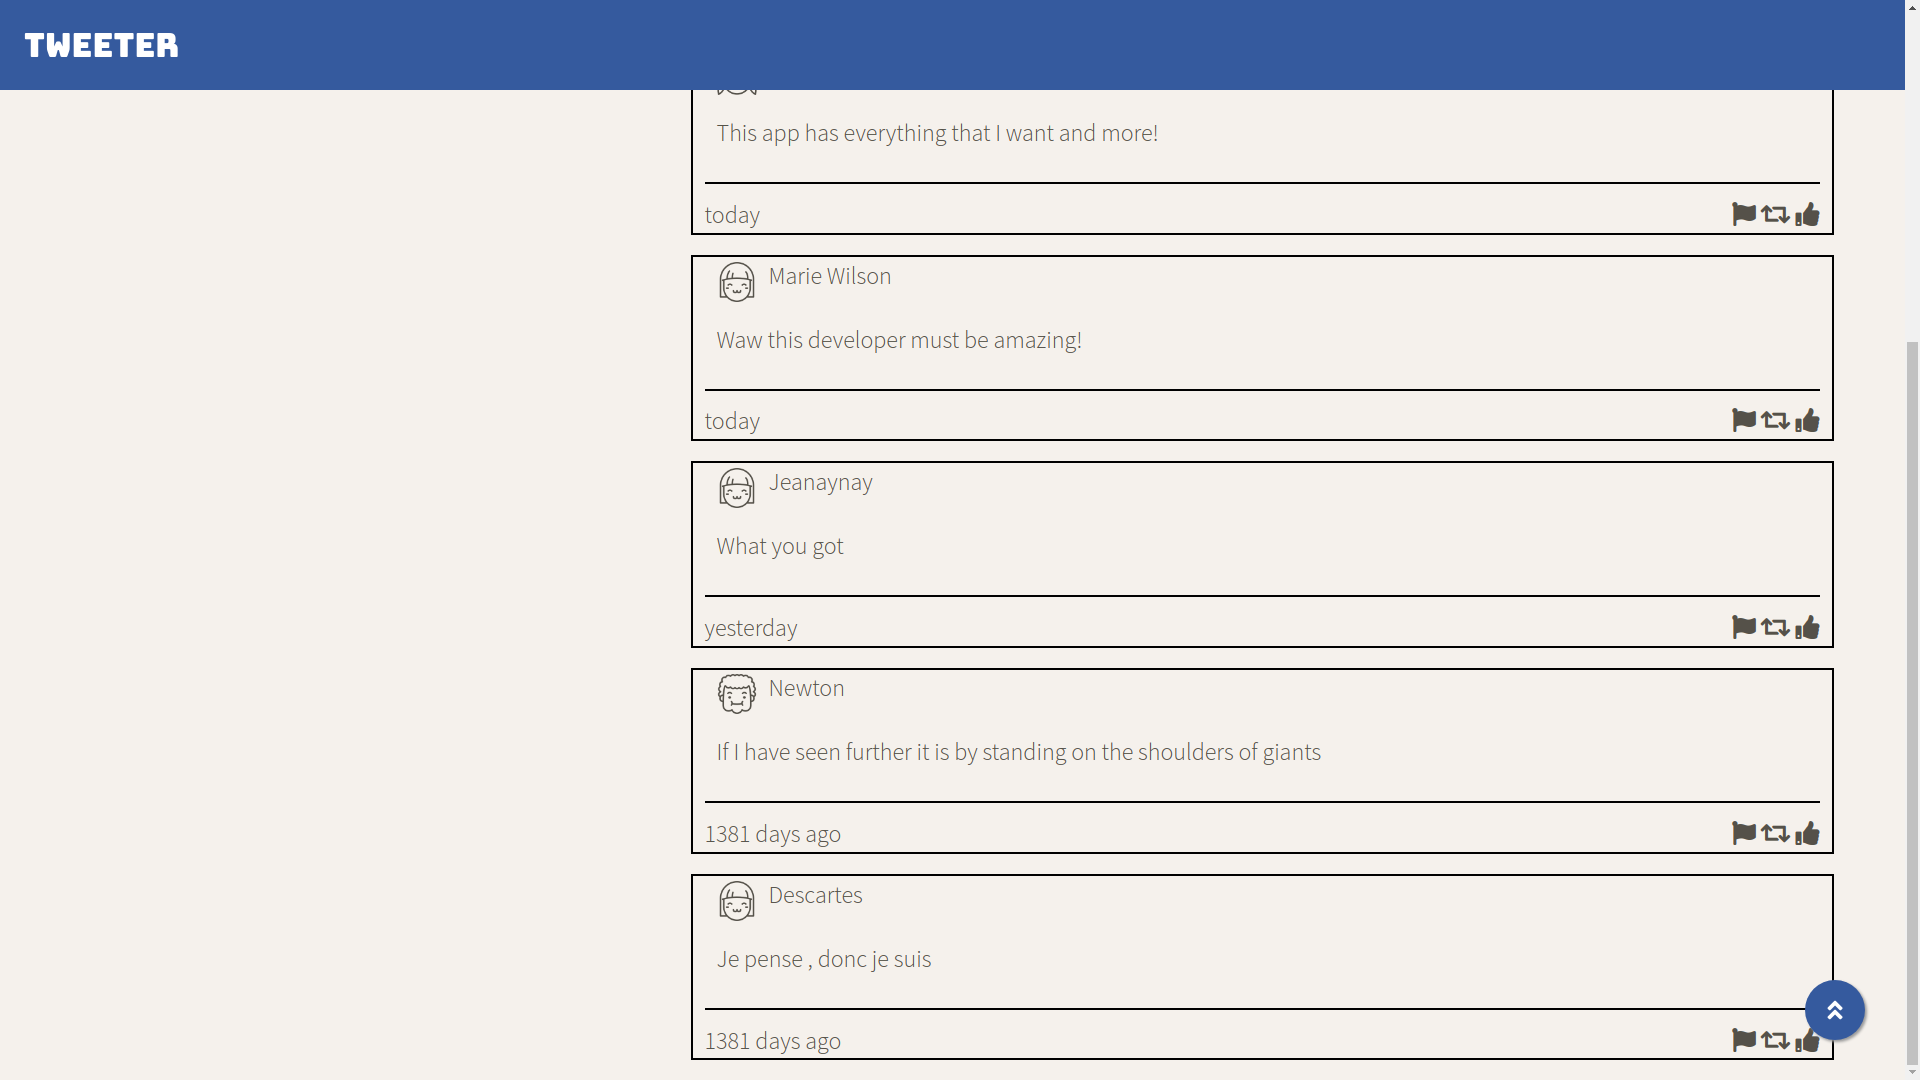 TWEETER
This app has everything that I want and more!
today
Marie Wilson
Waw this developer must be amazing!
today
Jeanaynay
What you got
yesterday
Newton
If I have seen further it is by standing on the shoulders of giants
1381 days ago
Descartes
Je pense , donc je suis
1381 days ago